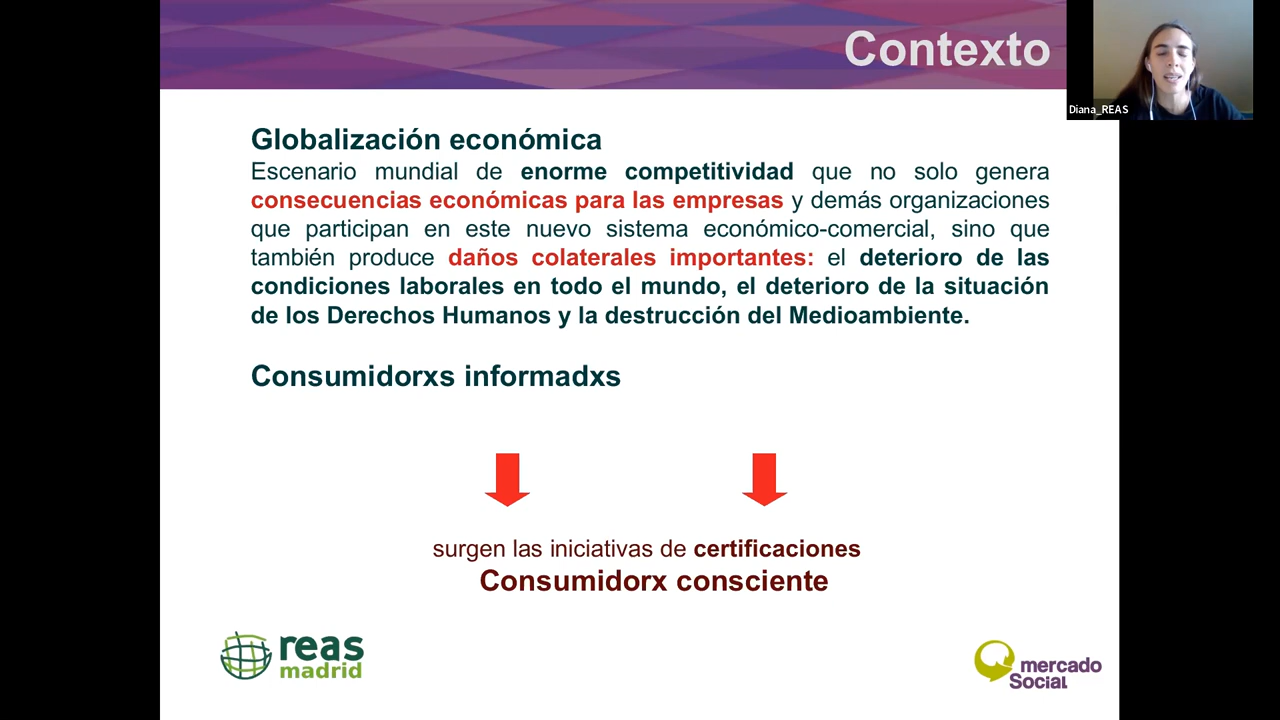 Contexto
Diana_REAS
Globalización económica
Escenario mundial de enorme competitividad que no solo genera
consecuencias económicas para las empresas y demás organizaciones
que participan en este nuevo sistema económico-comercial, sino que
también produce daños colaterales importantes: el deterioro de las
condiciones laborales en todo el mundo, el deterioro de la situación
de los Derechos Humanos y la destrucción del Medioambiente.
Consumidorxs informadxs
surgen las iniciativas de certificaciones
Consumidorx consciente
reas
madrid
mercado
Social